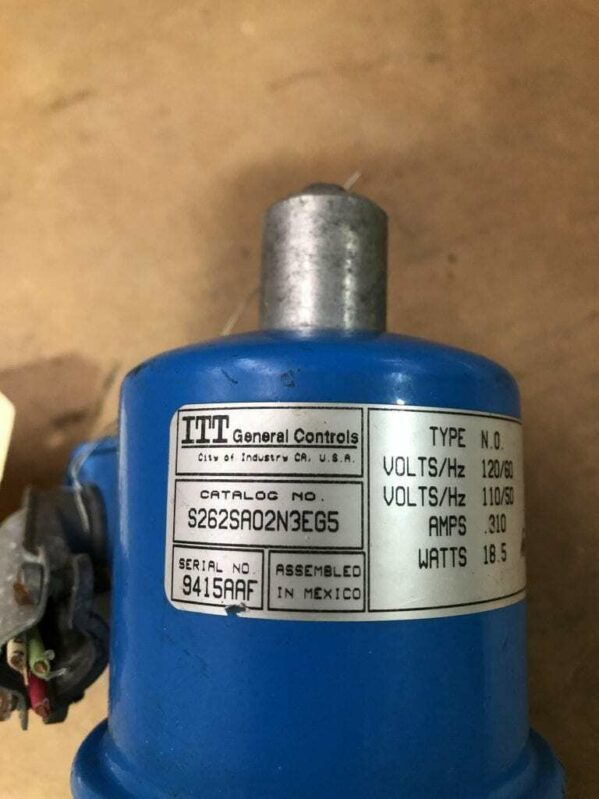 ITT General Controls
City of Industry CA, U.S.A.
CATALOG NO.
S262SA02N3EG5
SERIAL NO.
9415AAF
ASSEMBLED
IN MEXICO
TYPE N.O.
VOLTS/Hz 120/60
VOLTS/Hz 110/50
AMPS .310
WATTS 18.5